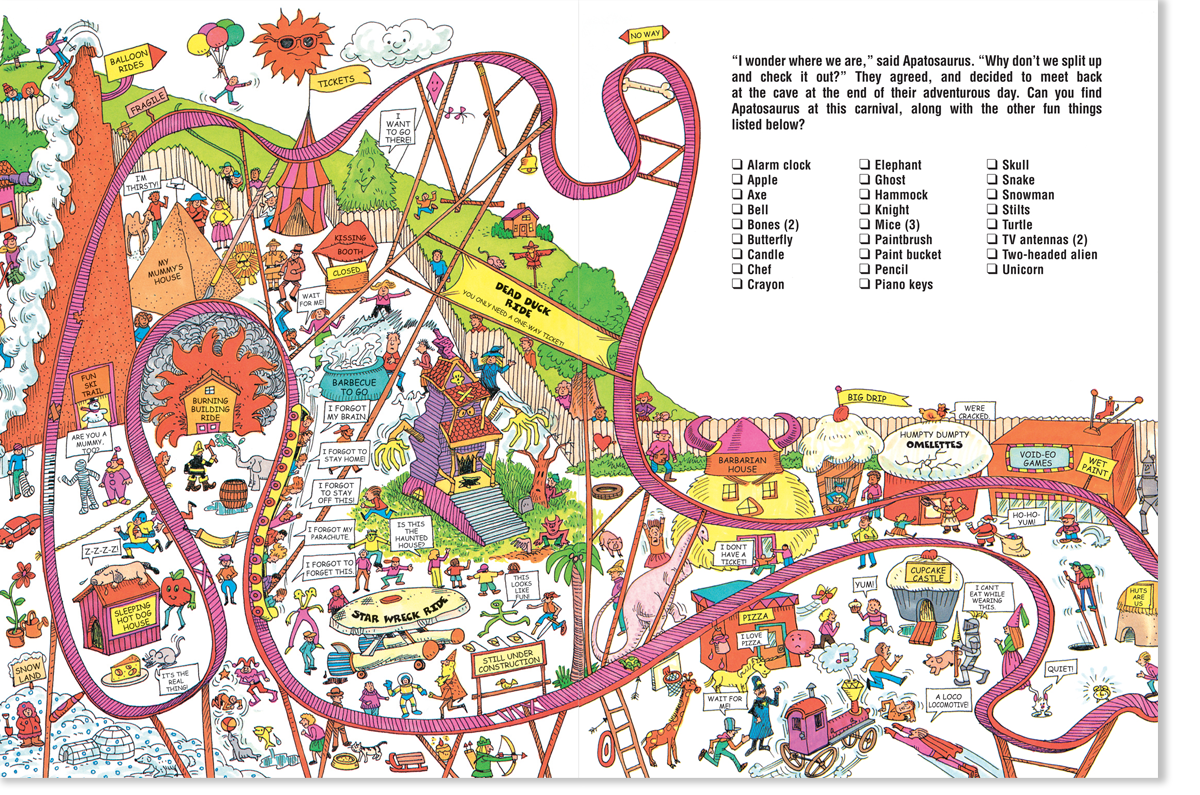 "I wonder where we are," said Apatosaurus. "Why don't we split up
and check it out?" They agreed, and decided to meet back
at the cave at the end of their adventurous day. Can you find
Apatosaurus at this carnival, along with the other fun things
listed below?
Alarm clock
Apple
Axe
Bell
Bones (2)
Butterfly
Candle
Chef
Crayon
Elephant
Ghost
Hammock
Knight
Mice (3)
Paintbrush
Paint bucket
Pencil
Piano keys
Skull
Snake
Snowman
Stilts
Turtle
TV antennas (2)
Two-headed alien
Unicorn
NO WAY
BALLOON
RIDES
TICKETS
FRAGILE
I
WANT
TO GO
THERE!
I'M
THIRSTY!
MY
MUMMY'S
HOUSE
KISSING
BOOTH
CLOSED
WAIT
FOR ME!
DEAD DUCK
RIDE
YOU ONLY NEED A ONE-WAY TICKET!
FUN
SKI
TRAIL
BURNING
BUILDING
RIDE
BARBECUE
TO GO
I FORGOT
MY BRAIN.
I FORGOT TO
STAY HOME!
I FORGOT
TO STAY
OFF THIS!
I FORGOT MY
PARACHUTE.
I FORGOT TO
FORGET THIS.
ARE YOU A
MUMMY,
TOO?
IS THIS
THE
HAUNTED
HOUSE?
BIG DRIP
WE'RE
CRACKED.
HUMPTY DUMPTY
OMELETTES
BARBARIAN
HOUSE
VOID-EO
GAMES
WET
PAINT
HO-HO-
YUM!
I DON'T
HAVE A
TICKET!
Z-Z-Z-Z!
SLEEPING
HOT DOG
HOUSE
IT'S THE
REAL
THING!
SNOW
LAND
STAR WRECK RIDE
THIS
LOOKS
LIKE
FUN!
STILL UNDER
CONSTRUCTION
PIZZA
I LOVE
PIZZA
YUM!
CUPCAKE
CASTLE
I CAN'T
EAT WHILE
WEARING
THIS.
HUTS
ARE
US
QUIET!
WAIT FOR
ME!
A LOCO
LOCOMOTIVE!